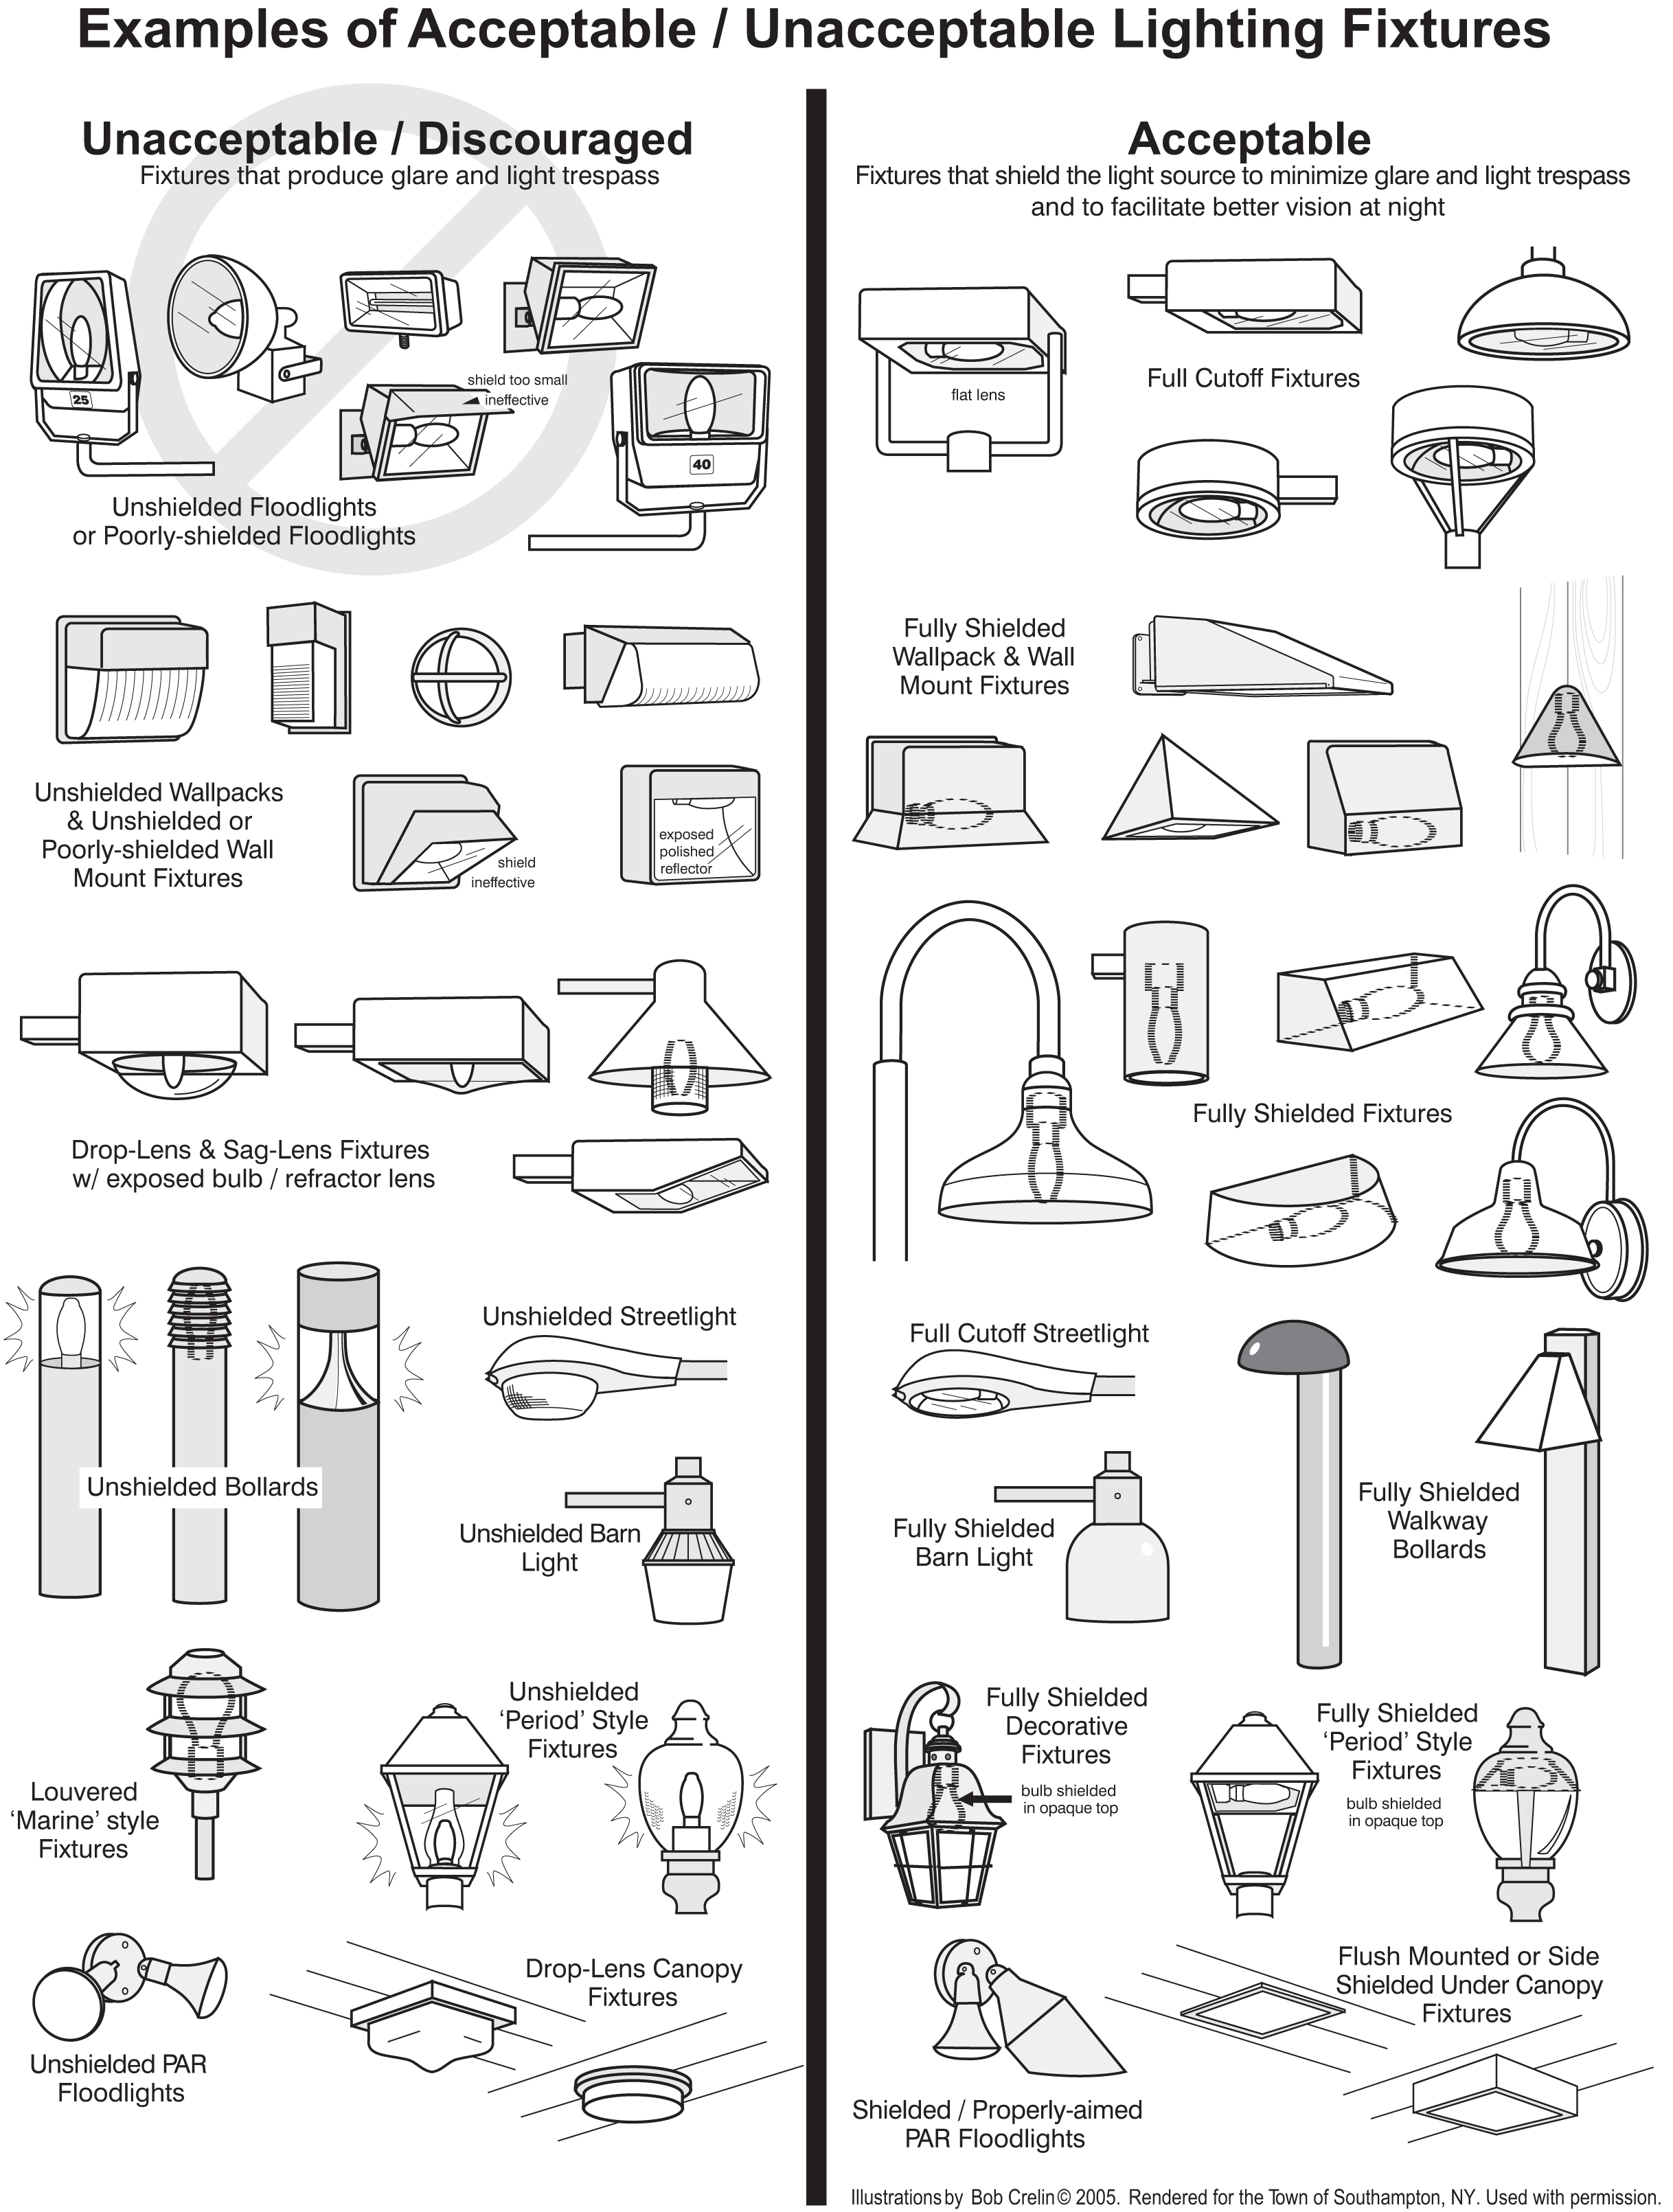 Examples of Acceptable / Unacceptable Lighting Fixtures
Unacceptable / Discouraged
Fixtures that produce glare and light trespass
25
shield too small
ineffective
40
Unshielded Floodlights
or Poorly-shielded Floodlights
Unshielded Wallpacks
& Unshielded or
Poorly-shielded Wall
Mount Fixtures
shield
ineffective
exposed
polished
reflector
Drop-Lens & Sag-Lens Fixtures
w/ exposed bulb / refractor lens
Unshielded Streetlight
Unshielded Bollards
Unshielded Barn
Light
Louvered
‘Marine’ style
Fixtures
Unshielded
‘Period’ Style
Fixtures
Unshielded PAR
Floodlights
Drop-Lens Canopy
Fixtures
Acceptable
Fixtures that shield the light source to minimize glare and light trespass
and to facilitate better vision at night
flat lens
Full Cutoff Fixtures
Fully Shielded
Wallpack & Wall
Mount Fixtures
Fully Shielded Fixtures
Full Cutoff Streetlight
Fully Shielded
Barn Light
Fully Shielded
Walkway
Bollards
Fully Shielded
Decorative
Fixtures
bulb shielded
in opaque top
Fully Shielded
‘Period’ Style
Fixtures
bulb shielded
in opaque top
Shielded / Properly-aimed
PAR Floodlights
Flush Mounted or Side
Shielded Under Canopy
Fixtures
Illustrations by Bob Crelin © 2005. Rendered for the Town of Southampton, NY. Used with permission.